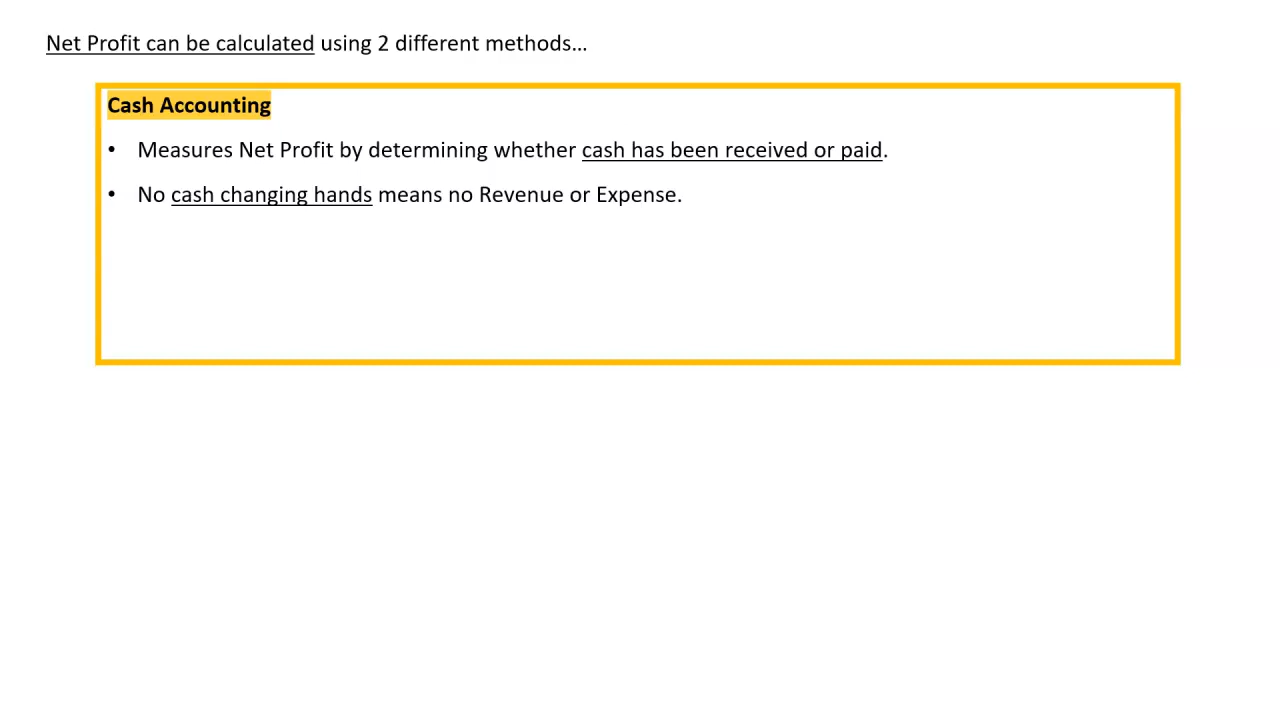 Net Profit can be calculated using 2 different methods…
Cash Accounting
• Measures Net Profit by determining whether cash has been received or paid.
• No cash changing hands means no Revenue or Expense.